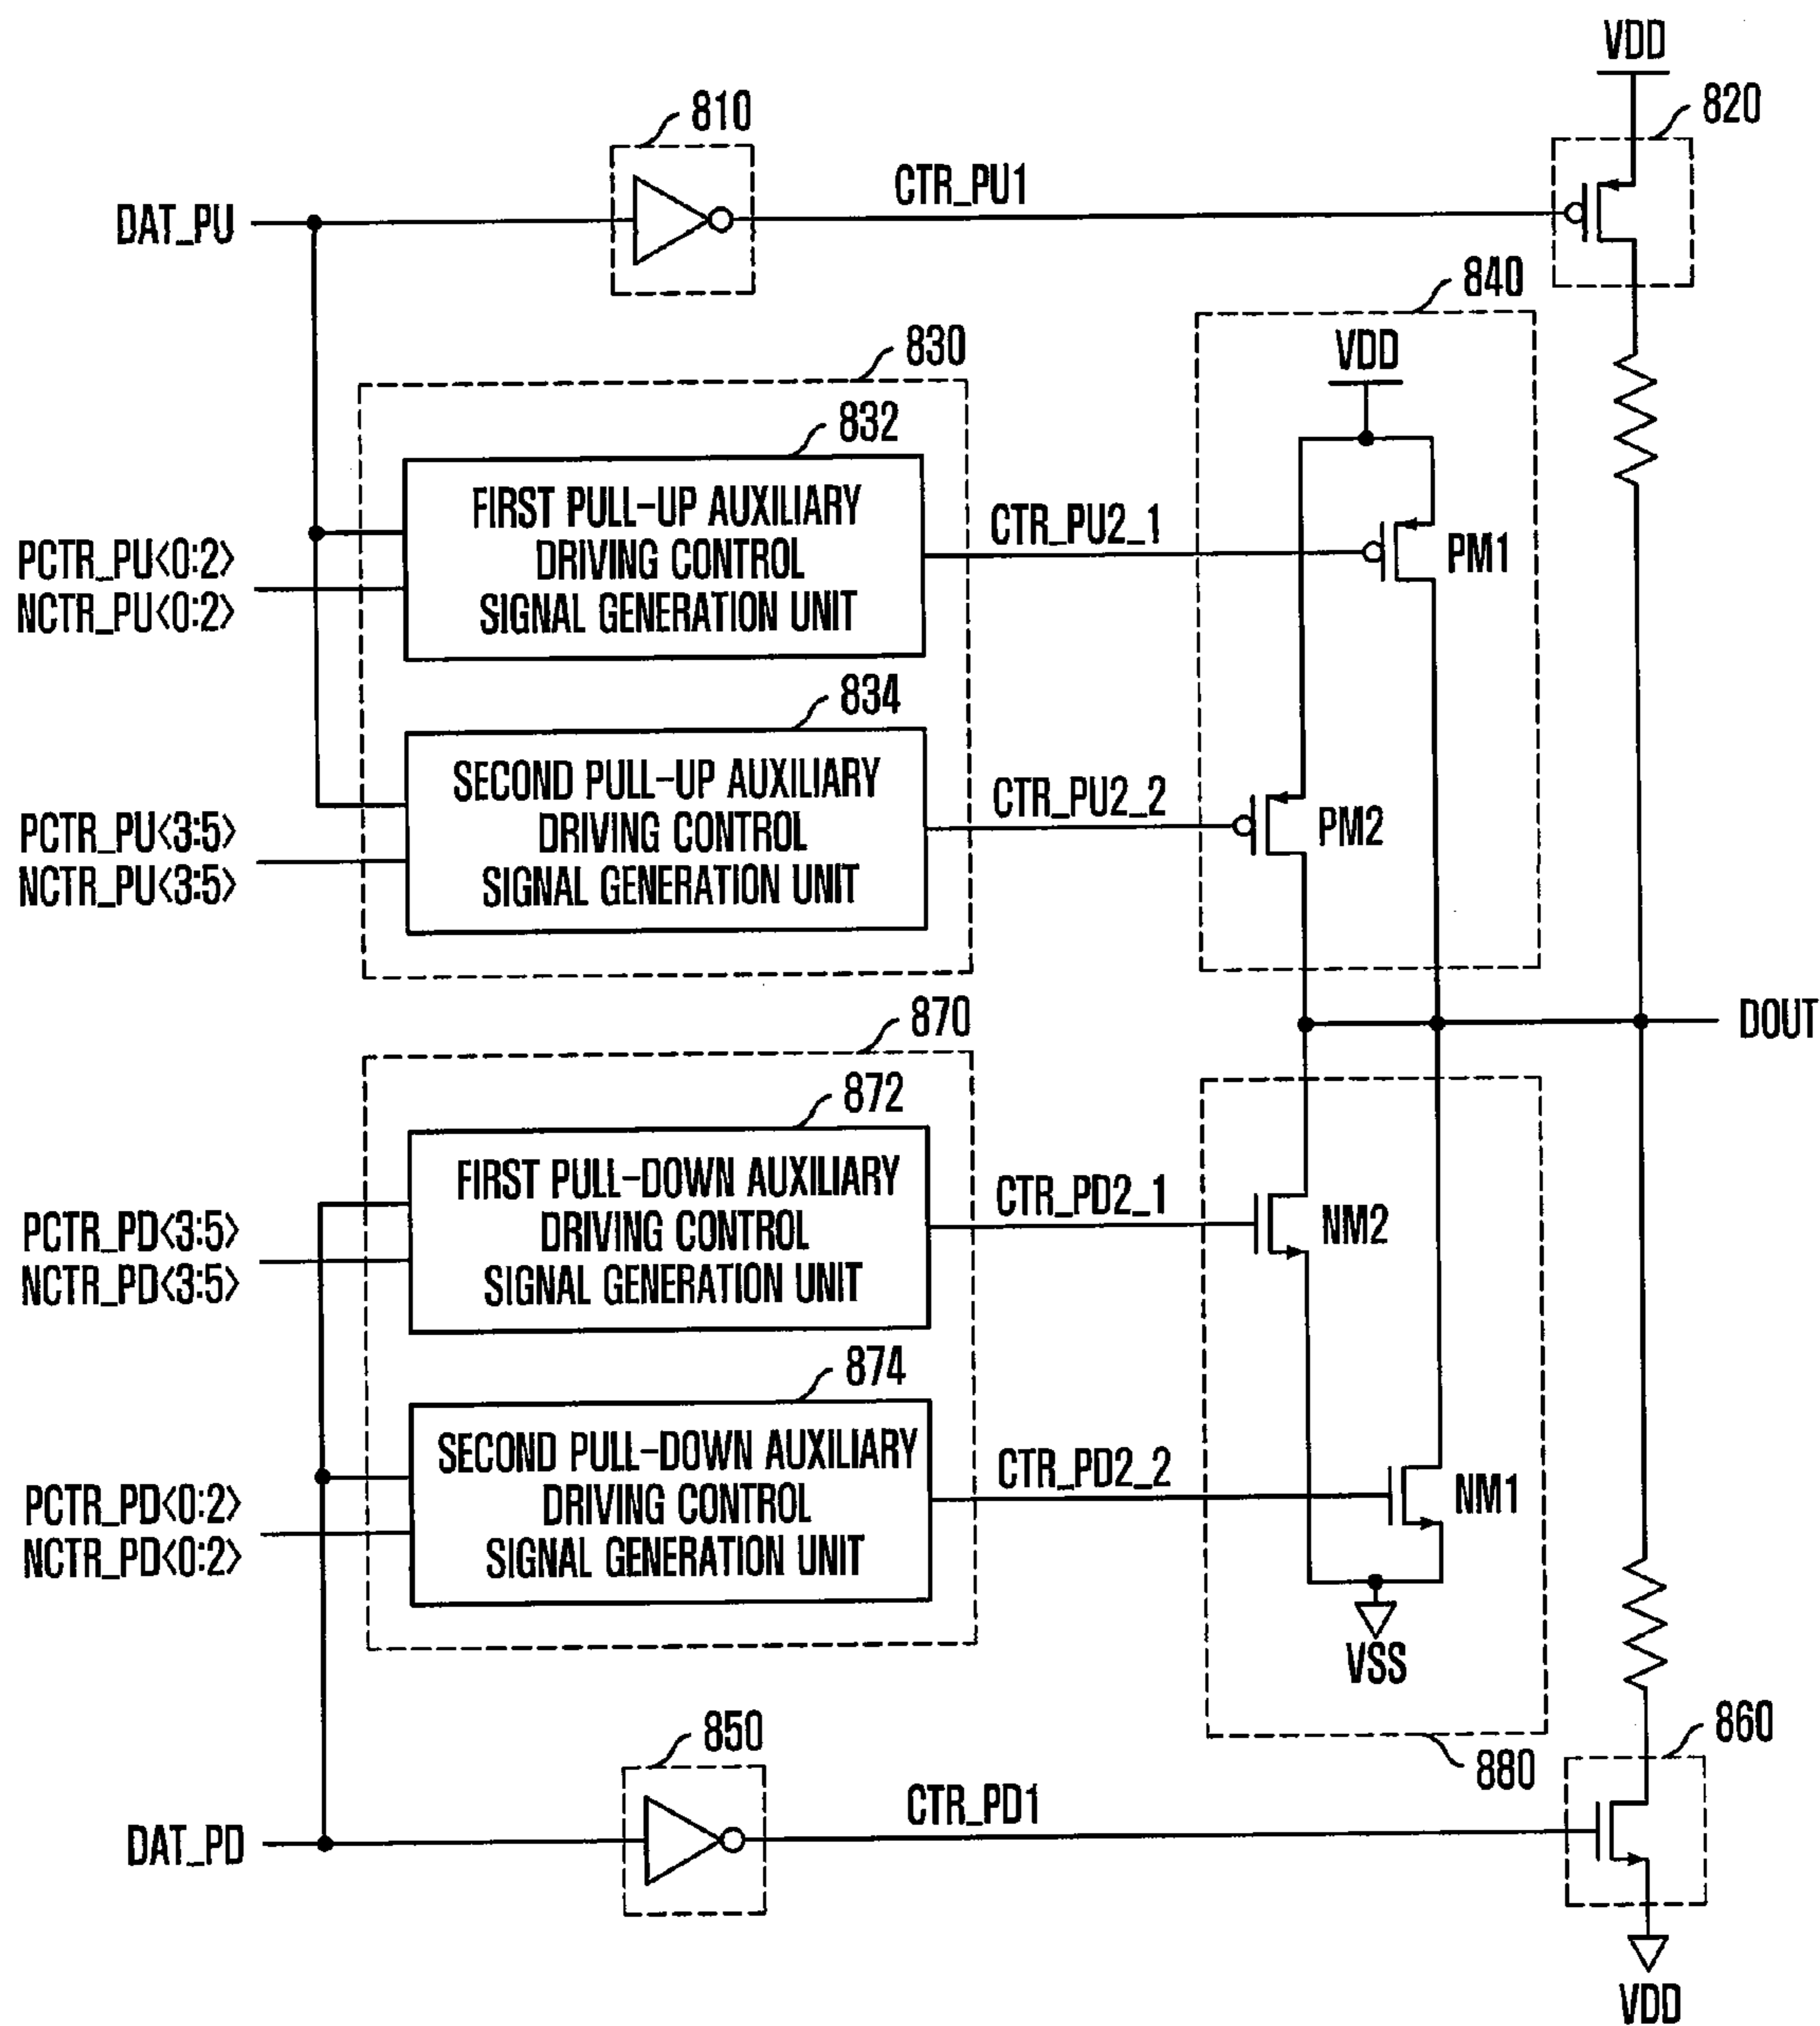 VDD
820
810
CTR_PU1
DAT_PU
840
VDD
830
832
FIRST PULL-UP AUXILIARY
DRIVING CONTROL
SIGNAL GENERATION UNIT
CTR_PU2_1
PM1
PCTR_PU<0:2>
NCTR_PU<0:2>
834
SECOND PULL-UP AUXILIARY
DRIVING CONTROL
SIGNAL GENERATION UNIT
CTR_PU2_2
PM2
PCTR_PU<3:5>
NCTR_PU<3:5>
870
DOUT
872
FIRST PULL-DOWN AUXILIARY
DRIVING CONTROL
SIGNAL GENERATION UNIT
CTR_PD2_1
NM2
PCTR_PD<3:5>
NCTR_PD<3:5>
874
SECOND PULL-DOWN AUXILIARY
DRIVING CONTROL
SIGNAL GENERATION UNIT
CTR_PD2_2
NM1
PCTR_PD<0:2>
NCTR_PD<0:2>
VSS
850
860
880
CTR_PD1
DAT_PD
VDD